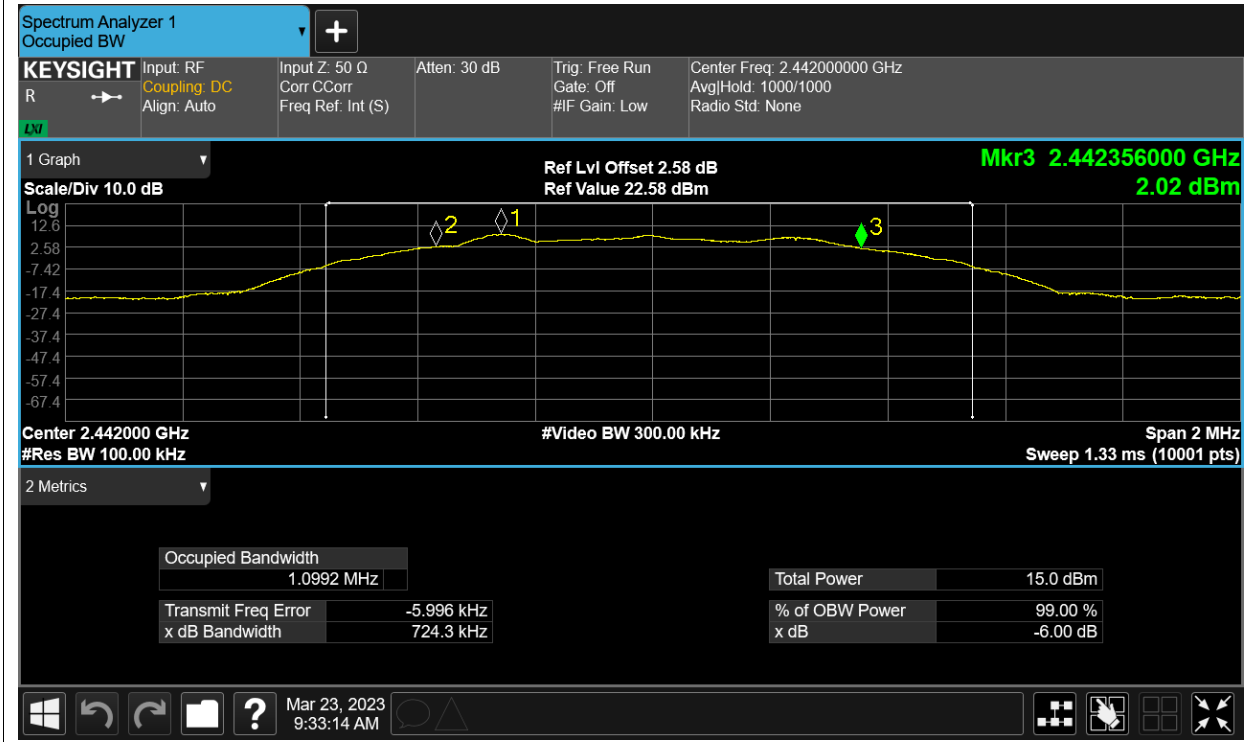 Spectrum Analyzer 1
Occupied BW
KEYSIGHT
R
LXI
Input: RF
Coupling: DC
Align: Auto
Input Z: 50 Ω
Corr CCorr
Freq Ref: Int (S)
Atten: 30 dB
Trig: Free Run
Gate: Off
#IF Gain: Low
Center Freq: 2.442000000 GHz
Avg|Hold: 1000/1000
Radio Std: None
1 Graph
Scale/Div 10.0 dB
Ref Lvl Offset 2.58 dB
Ref Value 22.58 dBm
Mkr3 2.442356000 GHz
2.02 dBm
Log
12.6
2.58
-7.42
-17.4
-27.4
-37.4
-47.4
-57.4
-67.4
2
1
3
Center 2.442000 GHz
#Res BW 100.00 kHz
#Video BW 300.00 kHz
Span 2 MHz
Sweep 1.33 ms (10001 pts)
2 Metrics
Occupied Bandwidth
1.0992 MHz
Transmit Freq Error -5.996 kHz
x dB Bandwidth 724.3 kHz
Total Power 15.0 dBm
% of OBW Power 99.00 %
x dB -6.00 dB
?
Mar 23, 2023
9:33:14 AM